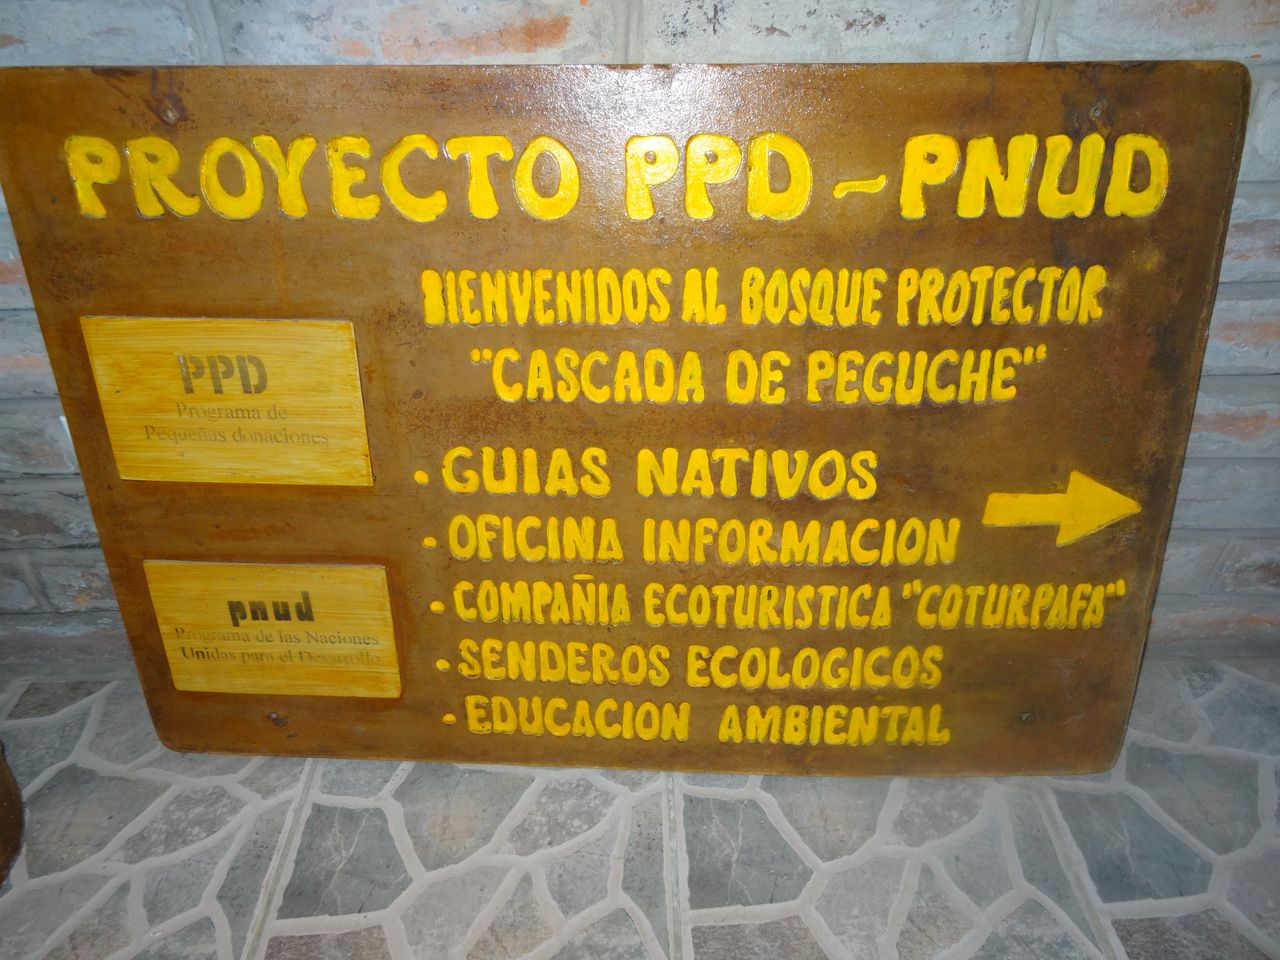 PROYECTO PPD - PNUD
BIENVENIDOS AL BOSQUE PROTECTOR
"CASCADA DE PEGUCHE"
• GUIAS NATIVOS
• OFICINA INFORMACION
• COMPAÑIA ECOTURISTICA "COTURPAFA"
• SENDEROS ECOLOGICOS
• EDUCACION AMBIENTAL
PPD
Programa de
Pequeñas donaciones
pnud
Programa de las Naciones
Unidas para el Desarrollo